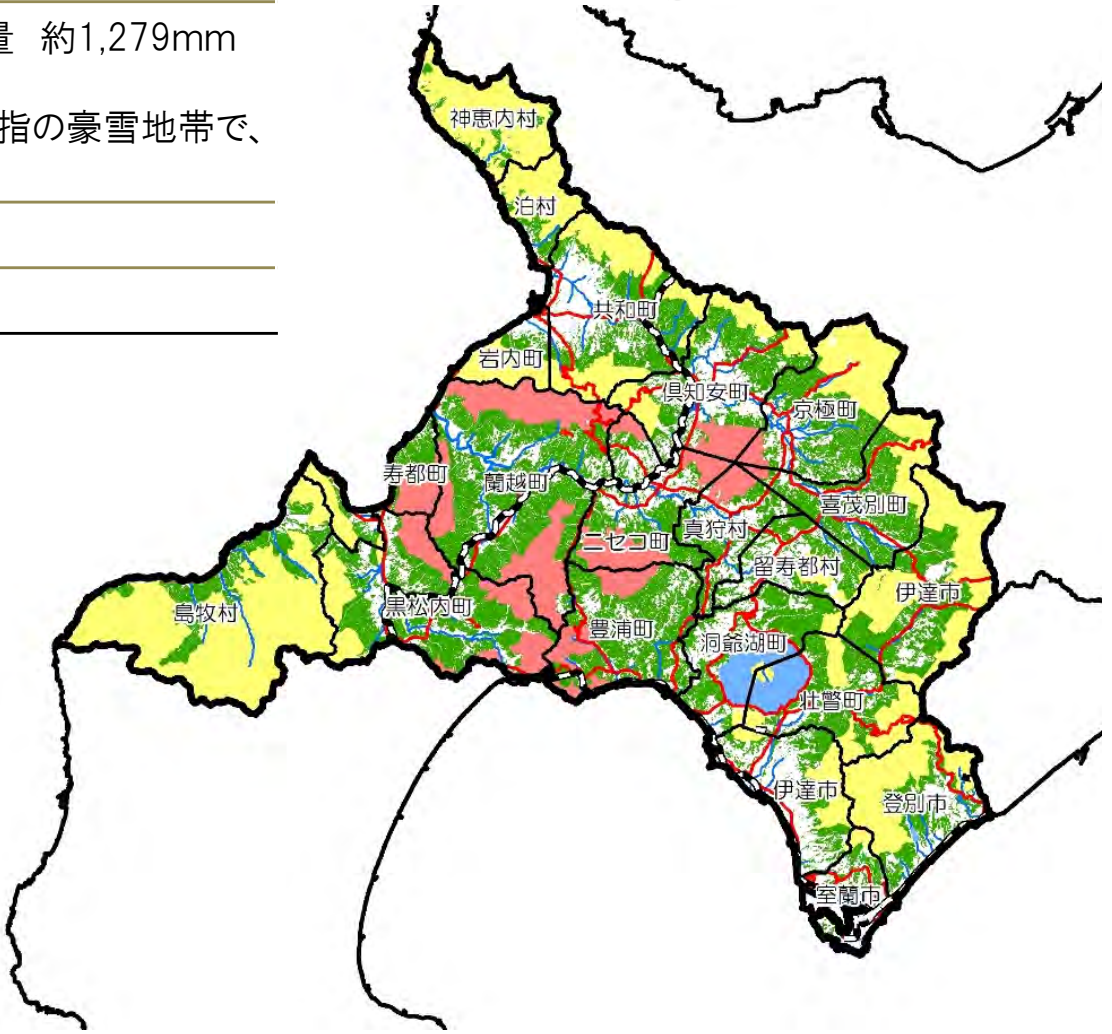 量 約1,279mm
指の豪雪地帯で、
神恵内村
泊村
共和町
岩内町
倶知安町
京極町
寿都町
蘭越町
喜茂別町
真狩村
ニセコ町
留寿都村
伊達市
島牧村
黒松内町
豊浦町
洞爺湖町
壮瞥町
伊達市
登別市
室蘭市